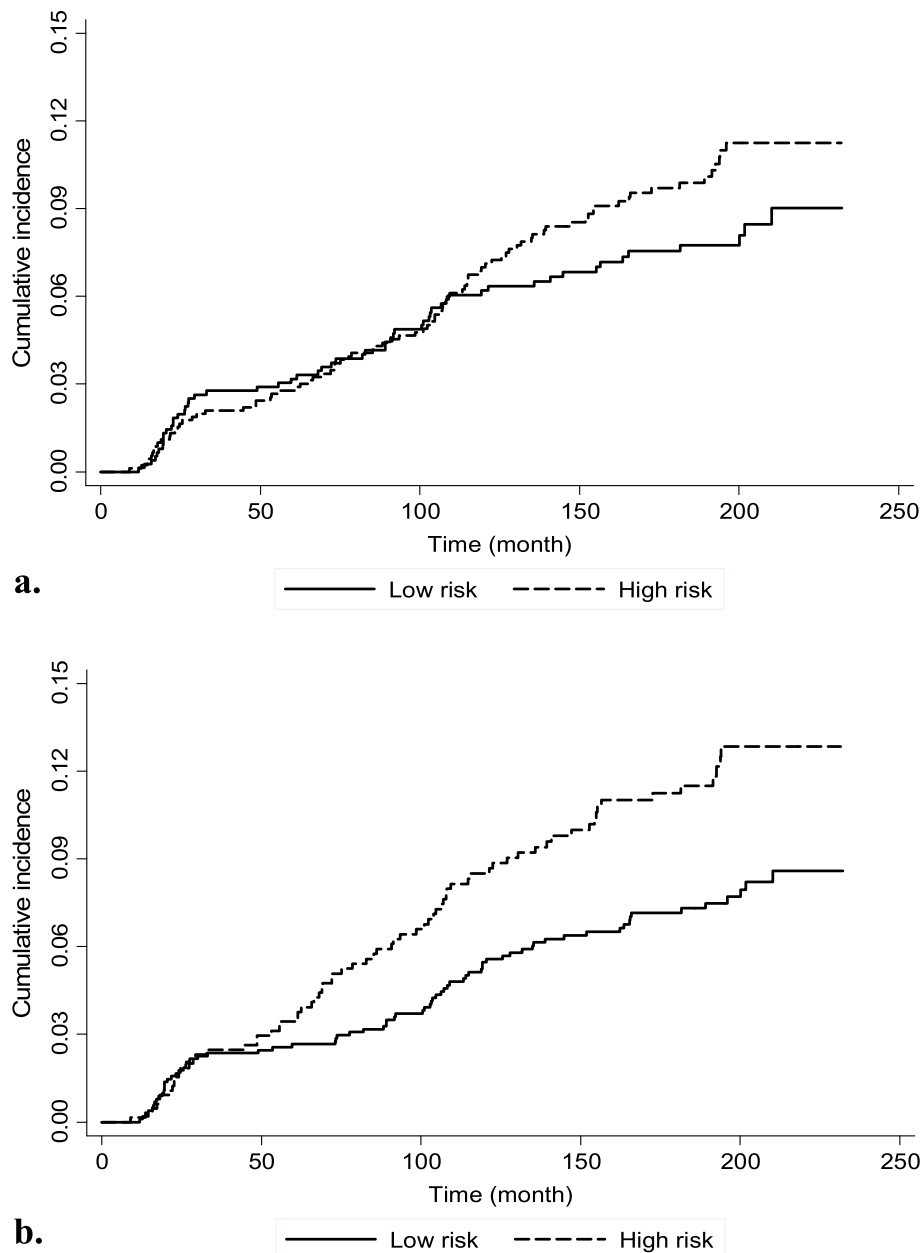 0.15
0.12
0.09
0.06
0.03
0.00
Cumulative incidence
0 50 100 150 200 250
Time (month)
a.
Low risk High risk
0.15
0.12
0.09
0.06
0.03
0.00
Cumulative incidence
0 50 100 150 200 250
Time (month)
b.
Low risk High risk